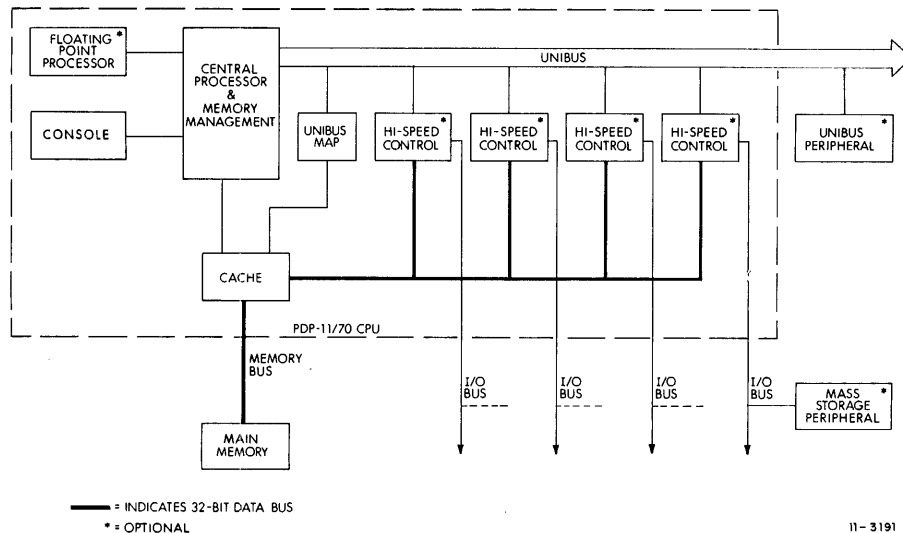 FLOATING *
POINT
PROCESSOR
CENTRAL
PROCESSOR
&
MEMORY
MANAGEMENT
CONSOLE
UNIBUS
UNIBUS
MAP
HI-SPEED *
CONTROL
HI-SPEED *
CONTROL
HI-SPEED *
CONTROL
HI-SPEED *
CONTROL
UNIBUS *
PERIPHERAL
CACHE
PDP-11/70 CPU
MEMORY
BUS
I/O
BUS
I/O
BUS
I/O
BUS
I/O
BUS
MASS *
STORAGE
PERIPHERAL
MAIN
MEMORY
= INDICATES 32-BIT DATA BUS
* = OPTIONAL
11-3191